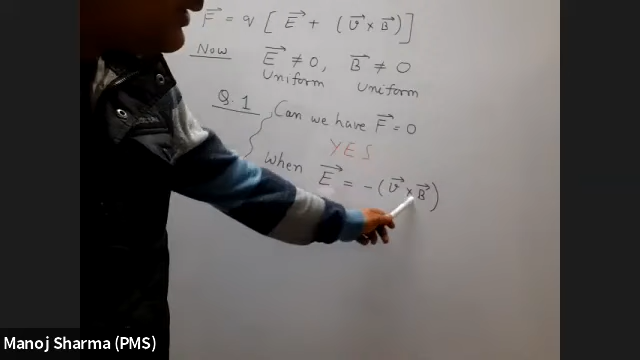 F⃗ = q [ E⃗ + (v⃗ × B⃗) ]
Now E⃗ ≠ 0, B⃗ ≠ 0
Uniform Uniform
Q.1 Can we have F⃗ = 0
YES
When E⃗ = - (v⃗ × B⃗)
Manoj Sharma (PMS)